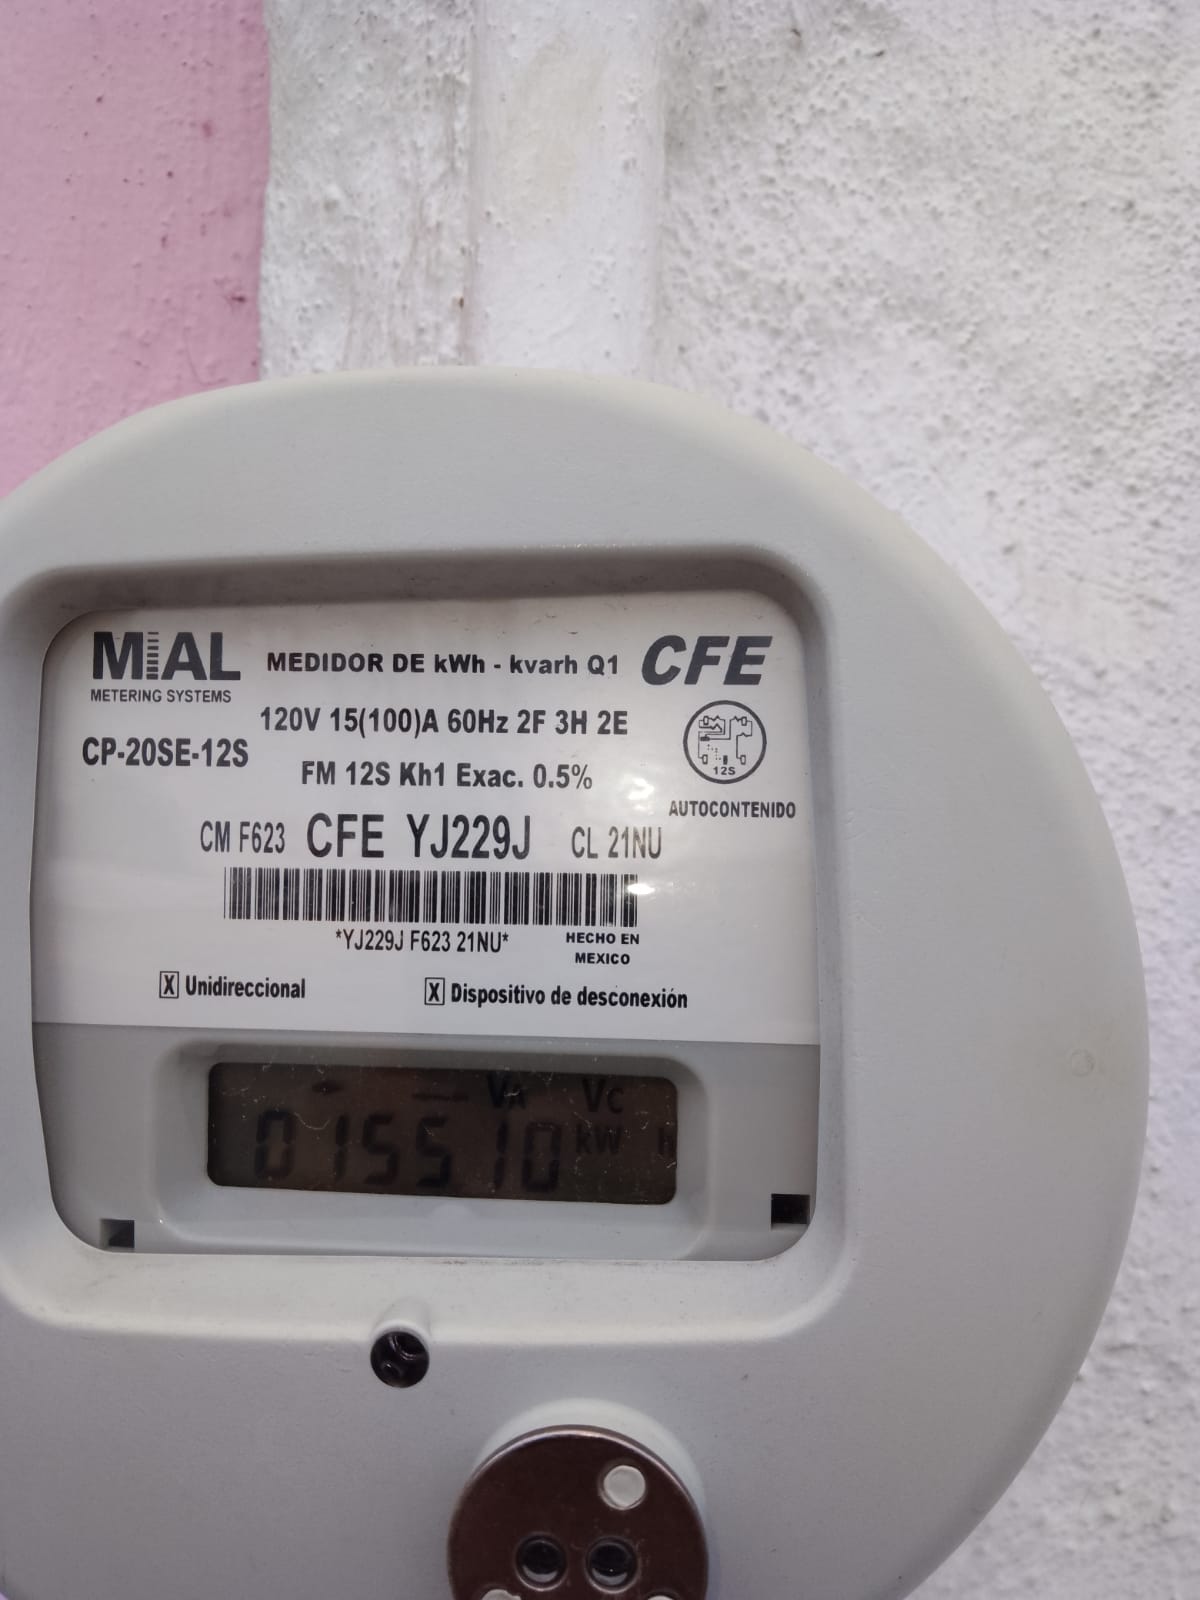 MIAL
METERING SYSTEMS
MEDIDOR DE kWh - kvarh Q1
CFE
120V 15(100)A 60Hz 2F 3H 2E
CP-20SE-12S
FM 12S Kh1 Exac. 0.5%
12S
AUTOCONTENIDO
CM F623 CFE YJ229J CL 21NU
*YJ229J F623 21NU*
HECHO EN
MEXICO
X Unidireccional
X Dispositivo de desconexión
VA VC
015510 kW h